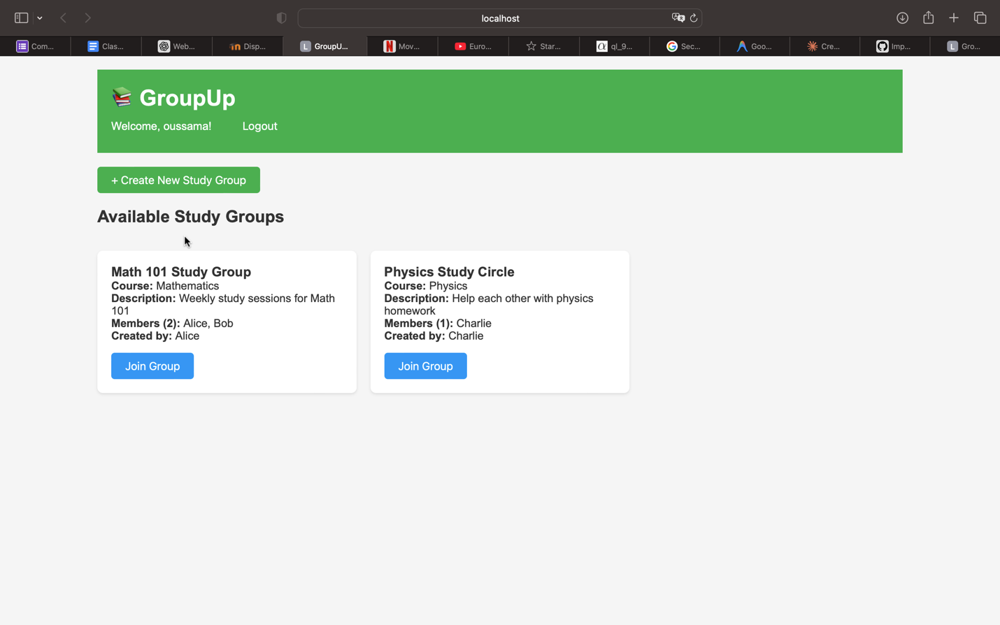 localhost
Com...
Clas...
Web...
Disp...
L GroupU...
Mov...
Euro...
Star...
ql_9...
Sec...
Goo...
Cre...
Imp...
L Gro...
GroupUp
Welcome, oussama! Logout
+ Create New Study Group
Available Study Groups
Math 101 Study Group
Course: Mathematics
Description: Weekly study sessions for Math
101
Members (2): Alice, Bob
Created by: Alice
Join Group
Physics Study Circle
Course: Physics
Description: Help each other with physics
homework
Members (1): Charlie
Created by: Charlie
Join Group